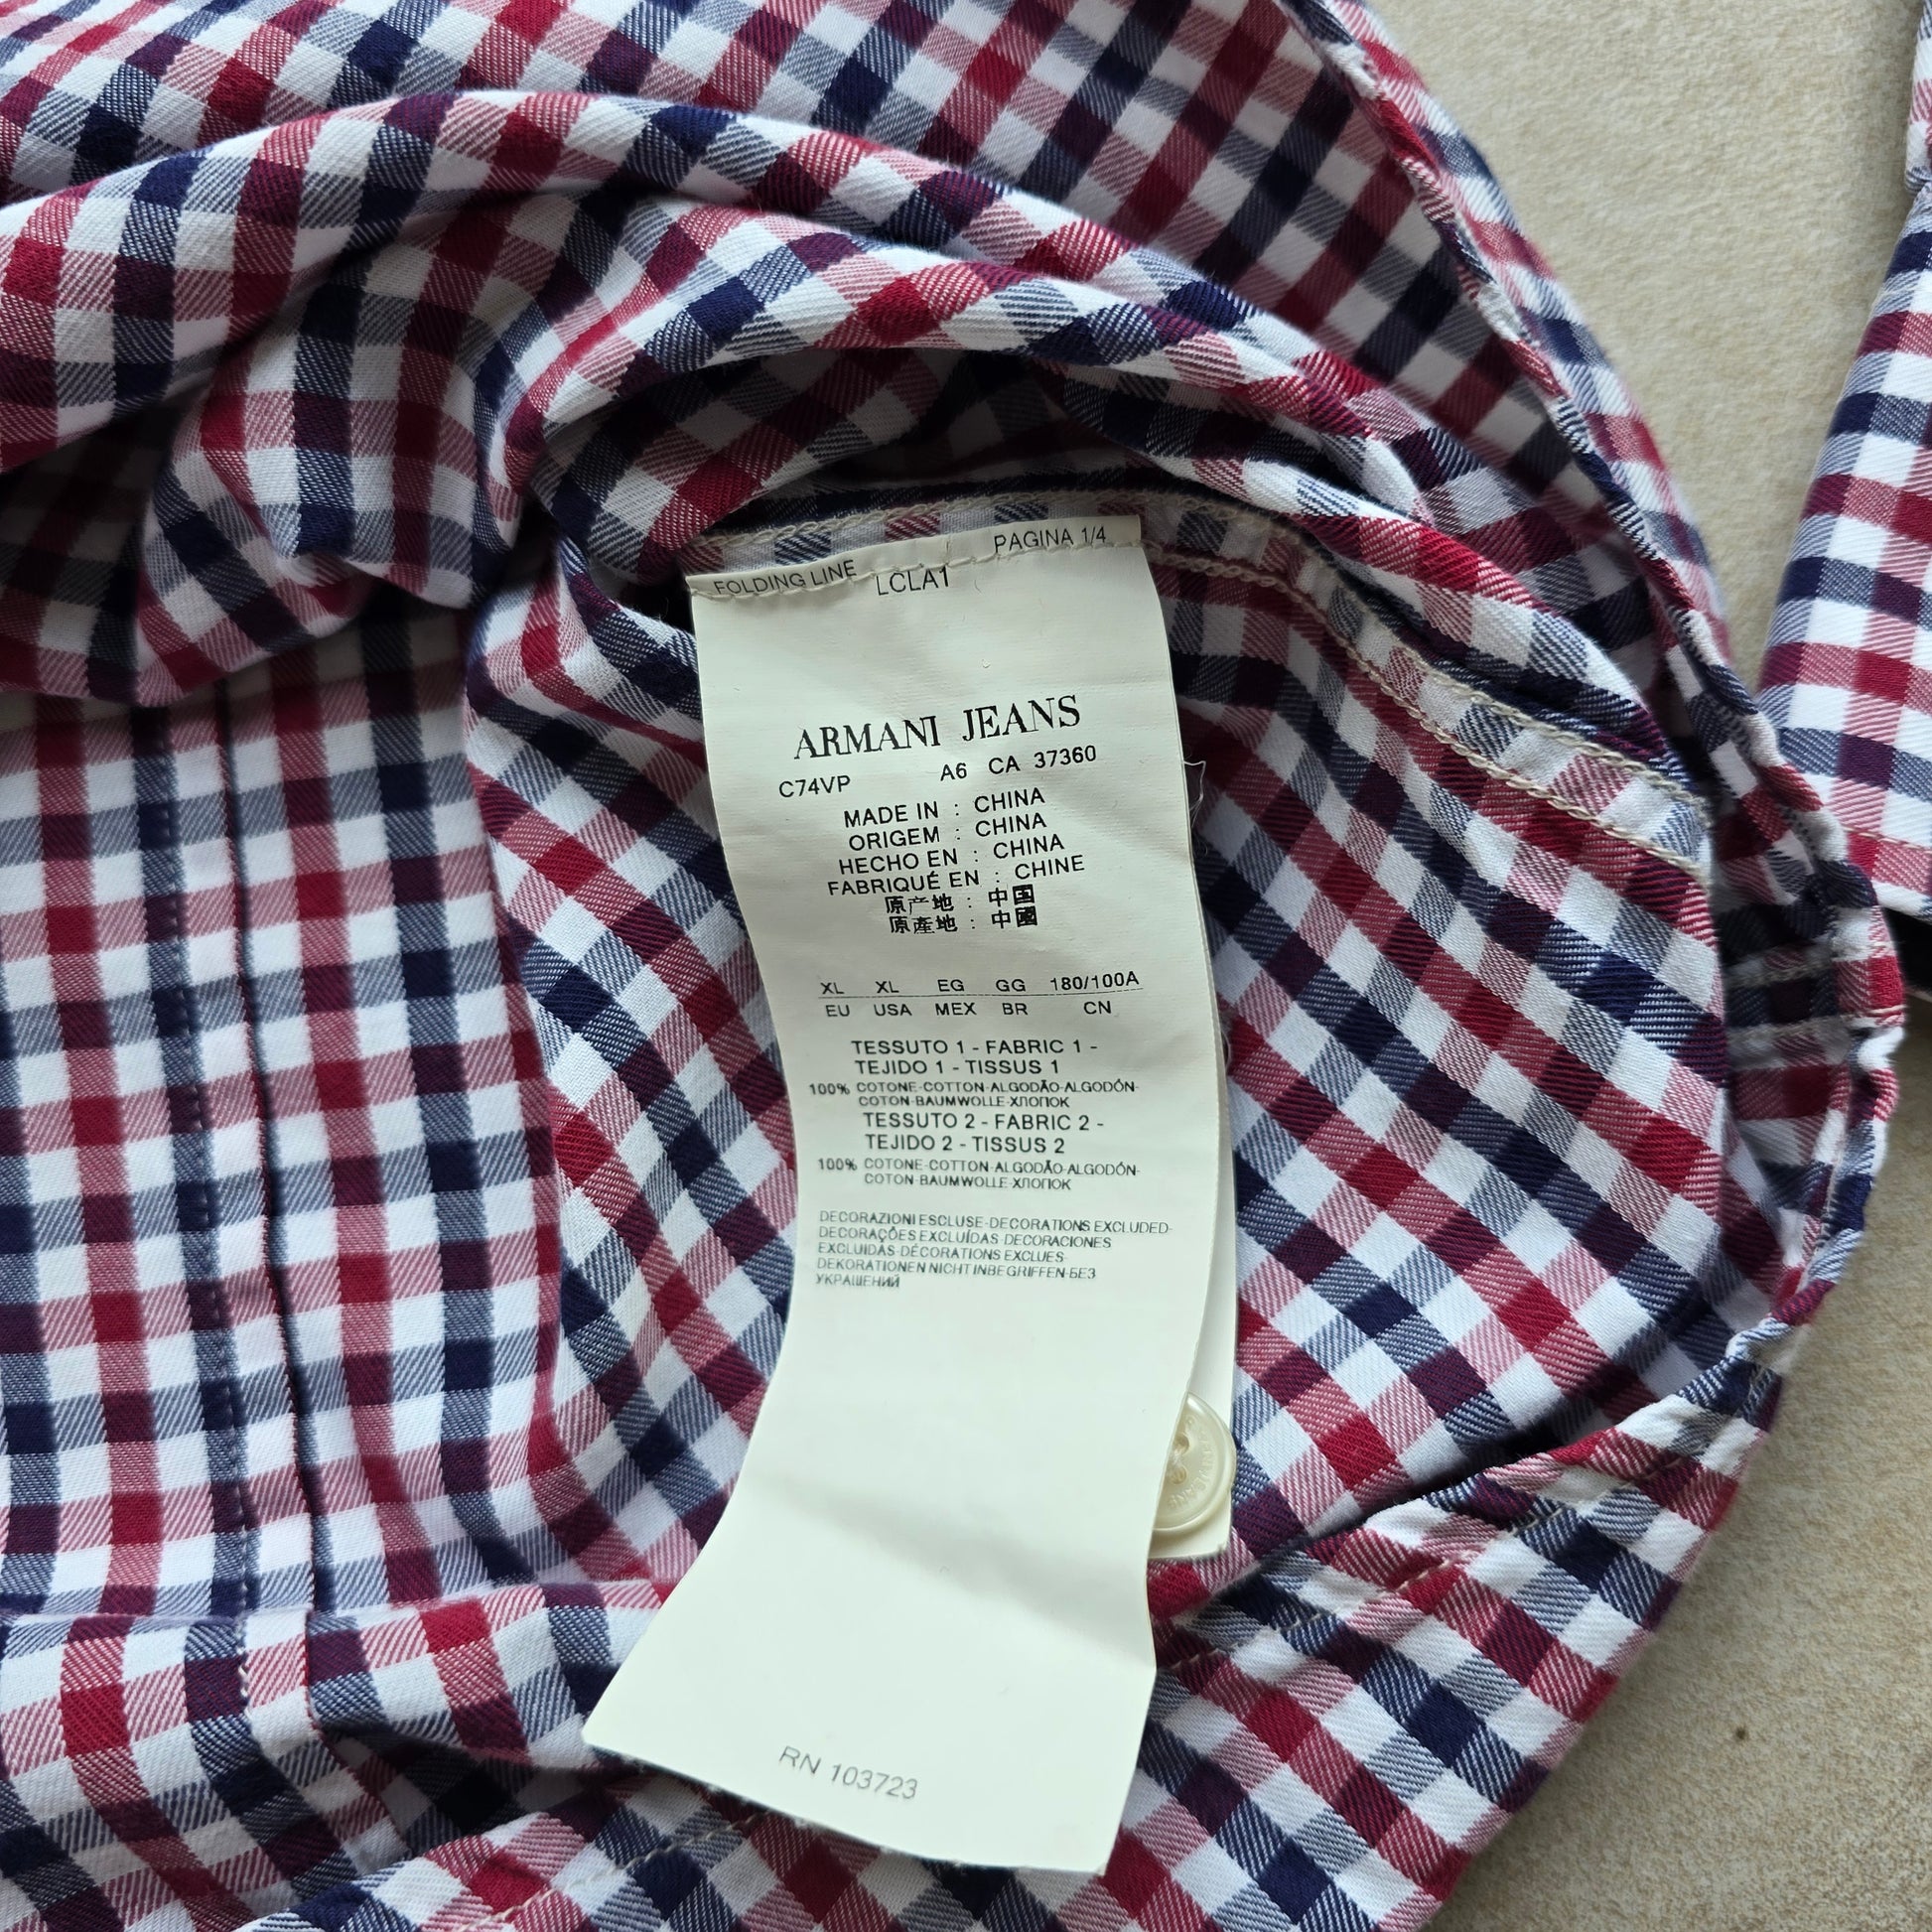 FOLDING LINE
PAGINA 1/4
LCLA1
ARMANI JEANS
C74VP A6 CA 37360
MADE IN : CHINA
ORIGEM : CHINA
HECHO EN : CHINA
FABRIQUÉ EN : CHINE
原产地 : 中国
原產地 : 中國
XL XL EG GG 180/100A
EU USA MEX BR CN
TESSUTO 1 - FABRIC 1 -
TEJIDO 1 - TISSUS 1
100% COTONE-COTTON-ALGODÃO-ALGODÓN-
COTON-BAUMWOLLE-ХЛОПОК
TESSUTO 2 - FABRIC 2 -
TEJIDO 2 - TISSUS 2
100% COTONE-COTTON-ALGODÃO-ALGODÓN-
COTON-BAUMWOLLE-ХЛОПОК
DECORAZIONI ESCLUSE-DECORATIONS EXCLUDED-
DECORAÇÕES EXCLUÍDAS-DECORACIONES
EXCLUIDAS-DÉCORATIONS EXCLUES-
DEKORATIONEN NICHT INBEGRIFFEN-БЕЗ
УКРАШЕНИЙ
RN 103723